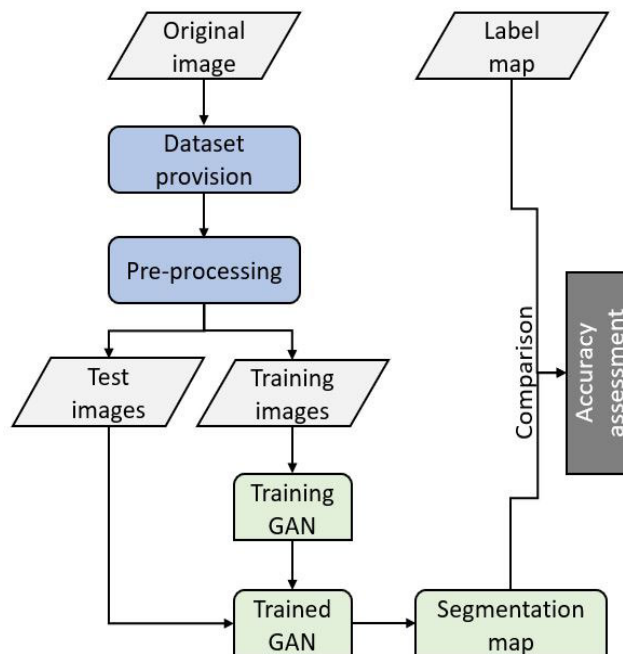 Original
image
Label
map
Dataset
provision
Pre-processing
Test
images
Training
images
Comparison
Accuracy
assessment
Training
GAN
Trained
GAN
Segmentation
map